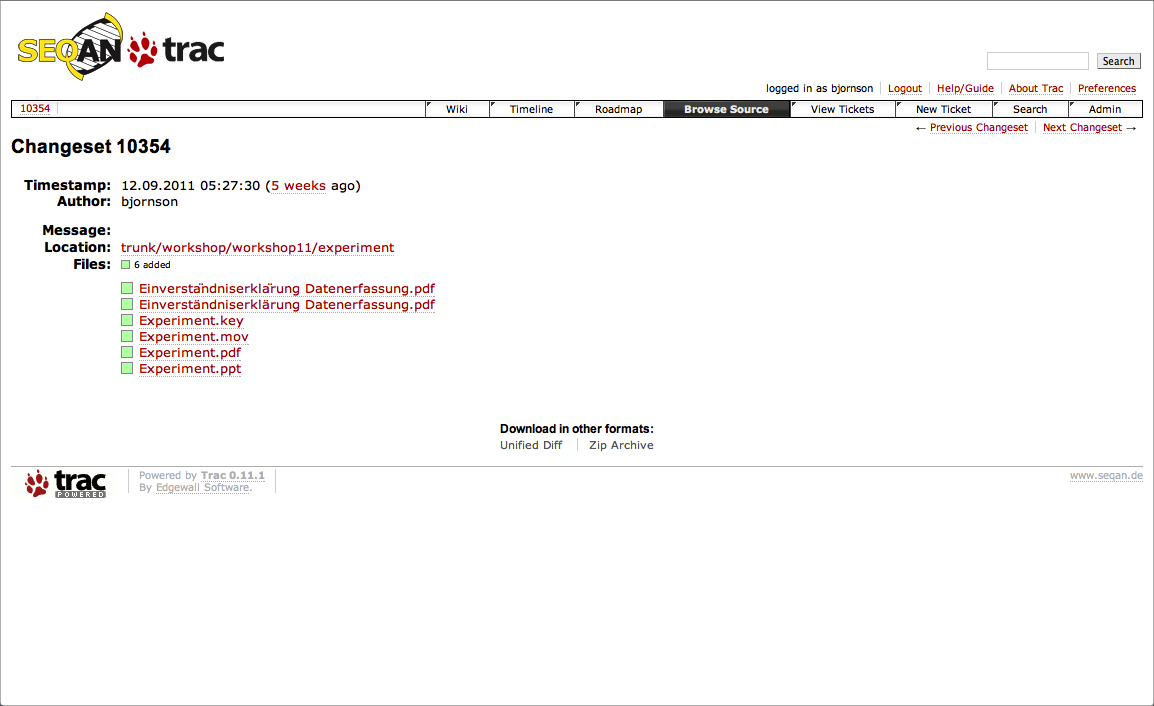 SEQAN trac
Search
logged in as bjornson Logout Help/Guide About Trac Preferences
10354 Wiki Timeline Roadmap Browse Source View Tickets New Ticket Search Admin
← Previous Changeset Next Changeset →
Changeset 10354
Timestamp: 12.09.2011 05:27:30 (5 weeks ago)
Author: bjornson
Message:
Location: trunk/workshop/workshop11/experiment
Files: 6 added
Einverständniserklärung Datenerfassung.pdf
Einverständniserklärung Datenerfassung.pdf
Experiment.key
Experiment.mov
Experiment.pdf
Experiment.ppt
Download in other formats:
Unified Diff Zip Archive
trac POWERED
Powered by Trac 0.11.1
By Edgewall Software.
www.seqan.de